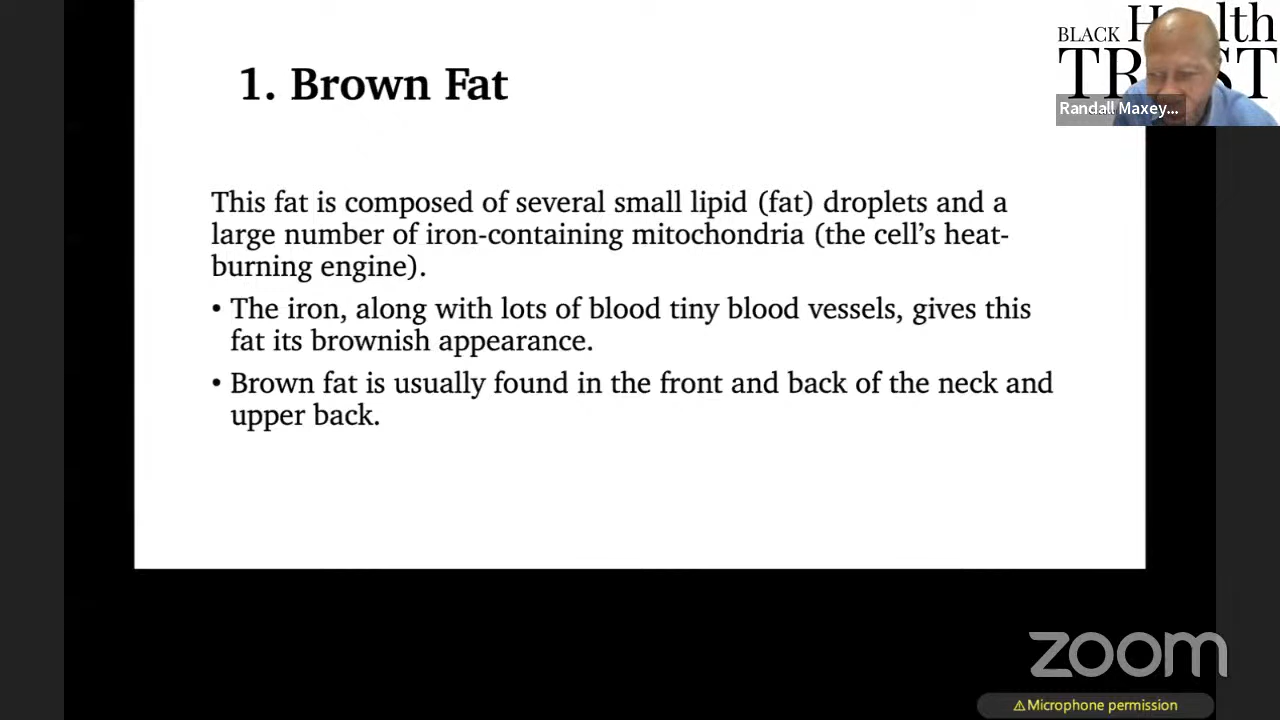 1. Brown Fat
This fat is composed of several small lipid (fat) droplets and a
large number of iron-containing mitochondria (the cell’s heat-
burning engine).
• The iron, along with lots of blood tiny blood vessels, gives this
fat its brownish appearance.
• Brown fat is usually found in the front and back of the neck and
upper back.
BLACK
Randall Maxey...
zoom
⚠Microphone permission